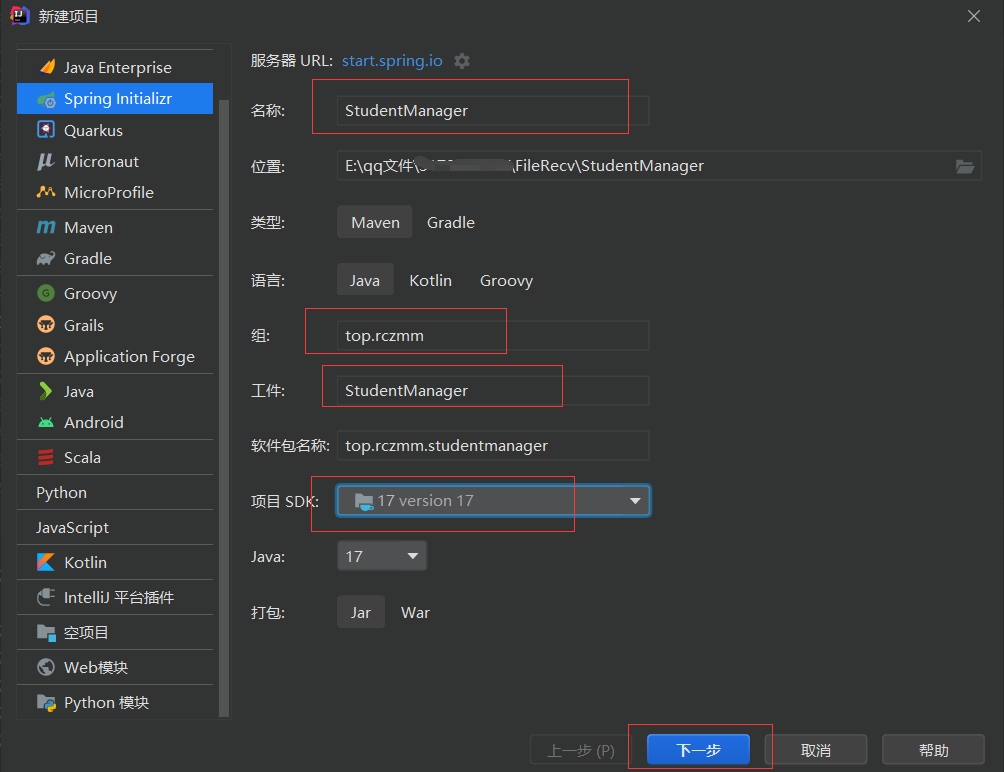 新建项目
Java Enterprise
Spring Initializr
Quarkus
Micronaut
MicroProfile
Maven
Gradle
Groovy
Grails
Application Forge
Java
Android
Scala
Python
JavaScript
Kotlin
IntelliJ 平台插件
空项目
Web模块
Python 模块
服务器 URL: start.spring.io
名称: StudentManager
位置: E:\qq文件\ \FileRecv\StudentManager
类型: Maven Gradle
语言: Java Kotlin Groovy
组: top.rczmm
工件: StudentManager
软件包名称: top.rczmm.studentmanager
项目 SDK: 17 version 17
Java: 17
打包: Jar War
上一步 (P) 下一步 取消 帮助